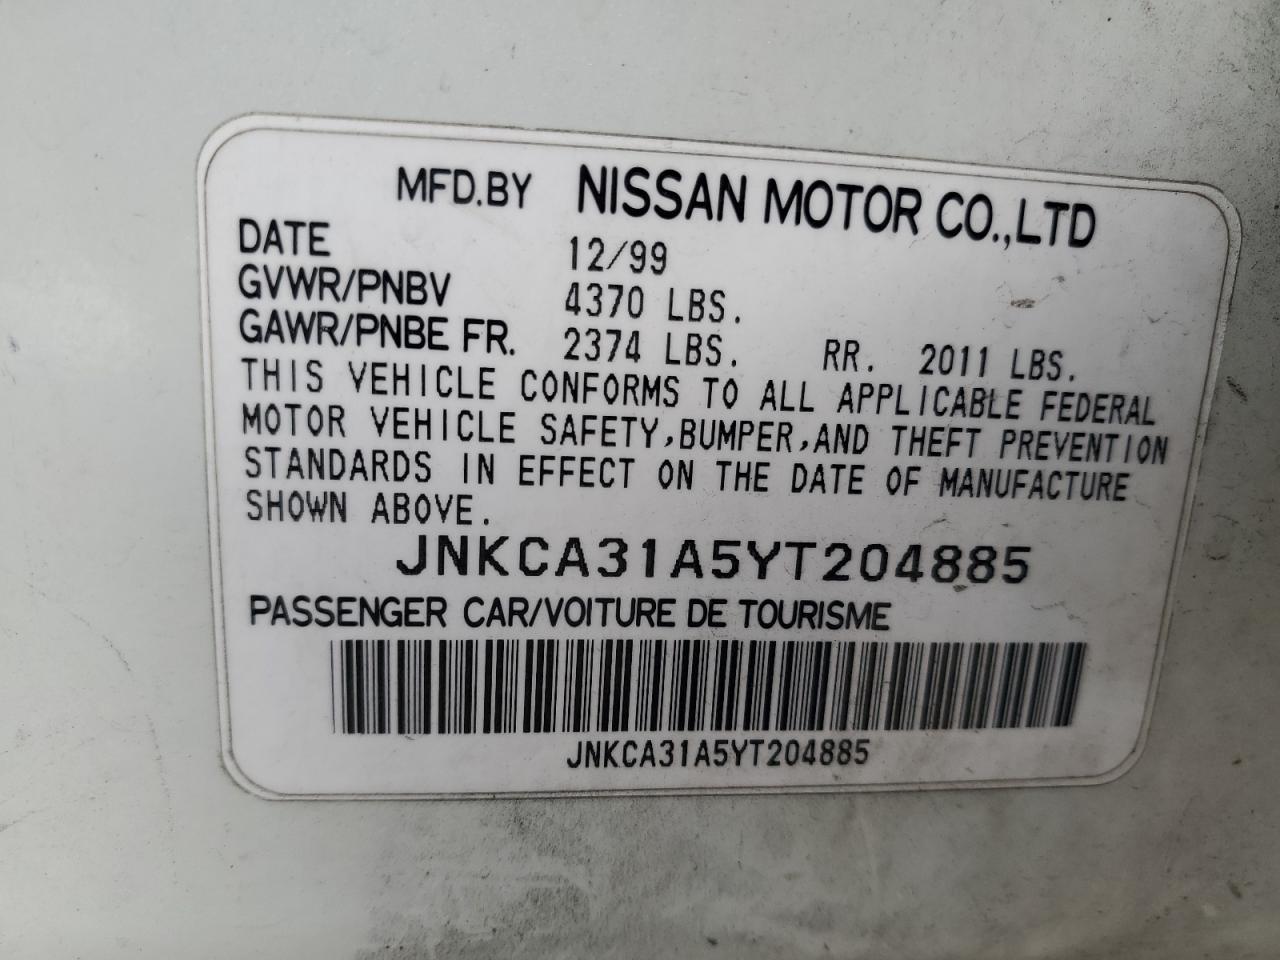 MFD.BY NISSAN MOTOR CO.,LTD
DATE 12/99
GVWR/PNBV 4370 LBS.
GAWR/PNBE FR. 2374 LBS. RR. 2011 LBS.
THIS VEHICLE CONFORMS TO ALL APPLICABLE FEDERAL
MOTOR VEHICLE SAFETY,BUMPER,AND THEFT PREVENTION
STANDARDS IN EFFECT ON THE DATE OF MANUFACTURE
SHOWN ABOVE.
JNKCA31A5YT204885
PASSENGER CAR/VOITURE DE TOURISME
JNKCA31A5YT204885